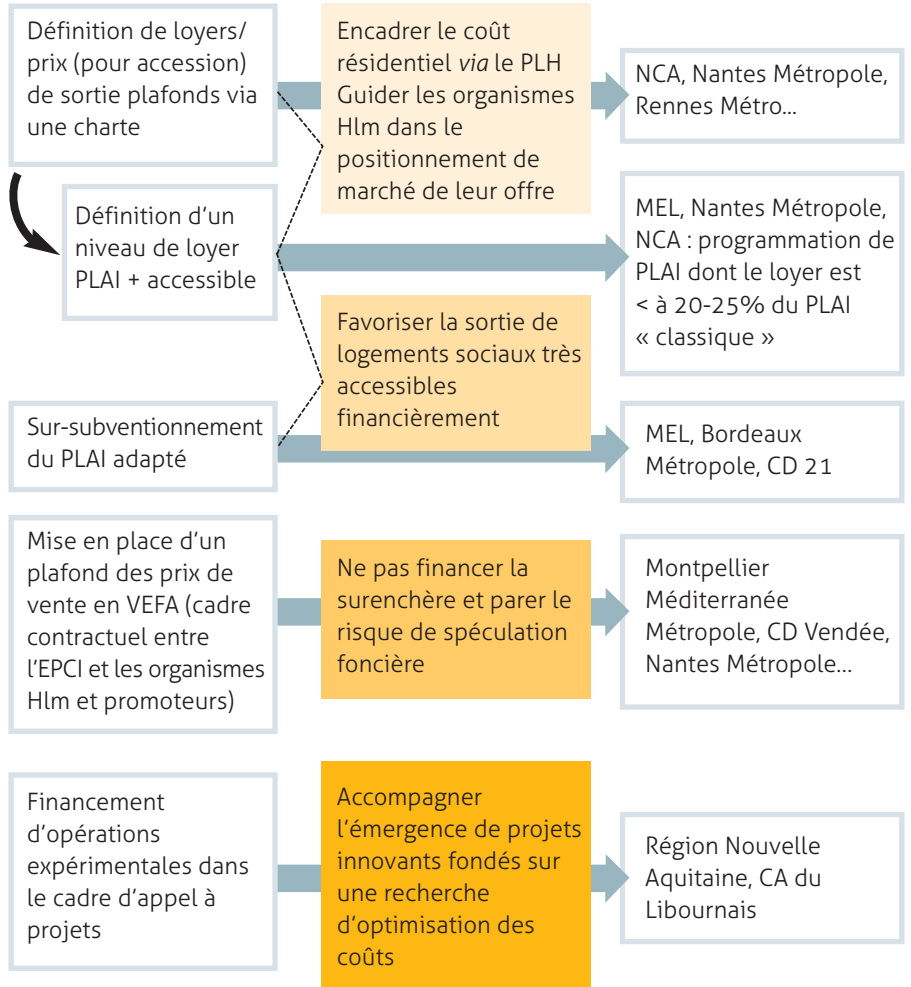 Définition de loyers/
prix (pour accession)
de sortie plafonds via
une charte
Encadrer le coût
résidentiel via le PLH
Guider les organismes
Hlm dans le
positionnement de
marché de leur offre
NCA, Nantes Métropole,
Rennes Métro...
Définition d'un
niveau de loyer
PLAI + accessible
MEL, Nantes Métropole,
NCA : programmation de
PLAI dont le loyer est
< à 20-25% du PLAI
« classique »
Favoriser la sortie de
logements sociaux très
accessibles
financièrement
Sur-subventionnement
du PLAI adapté
MEL, Bordeaux
Métropole, CD 21
Mise en place d'un
plafond des prix de
vente en VEFA (cadre
contractuel entre
l'EPCI et les organismes
Hlm et promoteurs)
Ne pas financer la
surenchère et parer le
risque de spéculation
foncière
Montpellier
Méditerranée
Métropole, CD Vendée,
Nantes Métropole...
Financement
d'opérations
expérimentales dans
le cadre d'appel à
projets
Accompagner
l'émergence de projets
innovants fondés sur
une recherche
d'optimisation des
coûts
Région Nouvelle
Aquitaine, CA du
Libournais